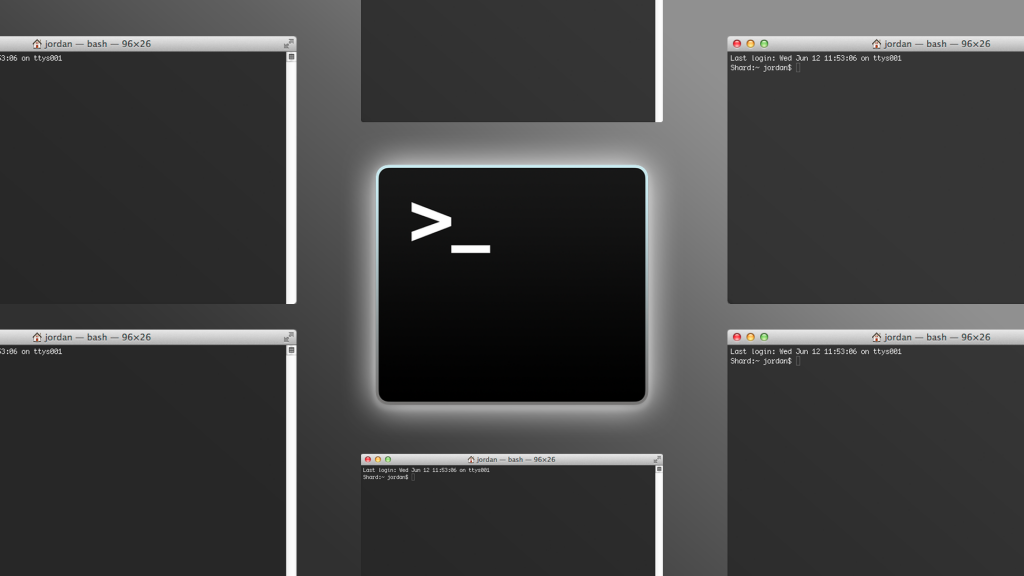 jordan — bash — 96×26
53:06 on ttys001
jordan — bash — 96×26
Last login: Wed Jun 12 11:53:06 on ttys001
Shard:~ jordan$
>_
jordan — bash — 96×26
3:06 on ttys001
jordan — bash — 96×26
Last login: Wed Jun 12 11:53:06 on ttys001
Shard:~ jordan$
jordan — bash — 96×26
Last login: Wed Jun 12 11:53:06 on ttys001
Shard:~ jordan$